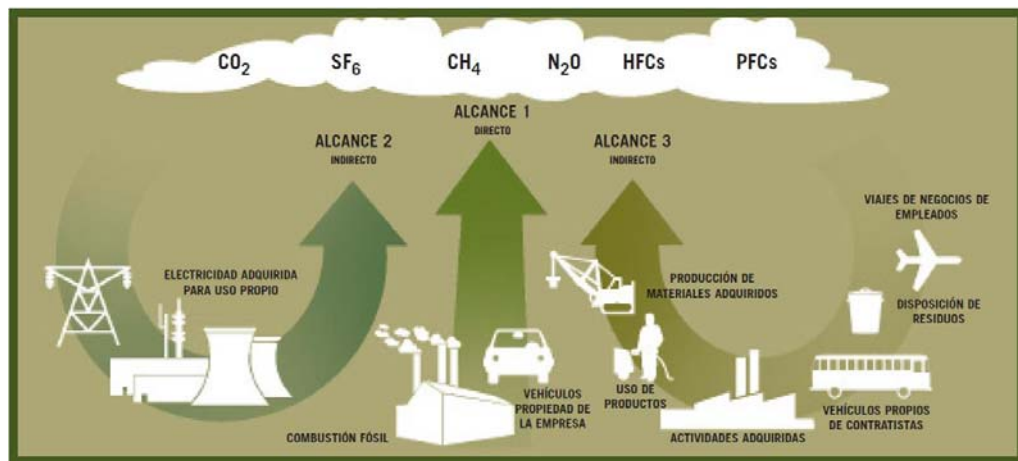 CO₂ SF₆ CH₄ N₂O HFCs PFCs
ALCANCE 1
DIRECTO
ALCANCE 2
INDIRECTO
ALCANCE 3
INDIRECTO
VIAJES DE NEGOCIOS DE
EMPLEADOS
ELECTRICIDAD ADQUIRIDA
PARA USO PROPIO
PRODUCCIÓN DE
MATERIALES ADQUIRIDOS
DISPOSICIÓN DE
RESIDUOS
COMBUSTIÓN FÓSIL
VEHÍCULOS
PROPIEDAD DE
LA EMPRESA
USO DE
PRODUCTOS
ACTIVIDADES ADQUIRIDAS
VEHÍCULOS PROPIOS
DE CONTRATISTAS